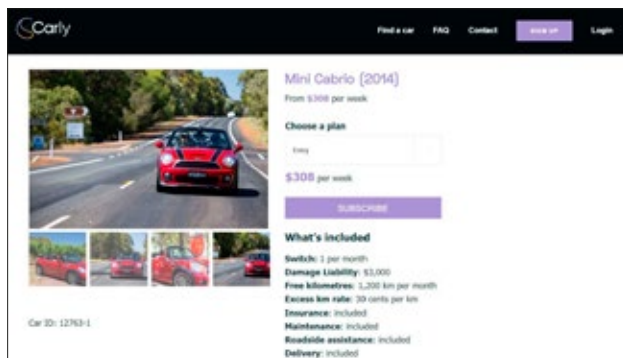 Carly
Find a car FAQ Contact SIGN UP Login
Mini Cabrio (2014)
From $308 per week
Choose a plan
Entry
$308 per week
SUBSCRIBE
What's included
Switch: 1 per month
Damage Liability: $3,000
Free kilometres: 1,200 km per month
Excess km rate: 30 cents per km
Insurance: included
Maintenance: included
Roadside assistance: included
Delivery: included
Car ID: 12763-1